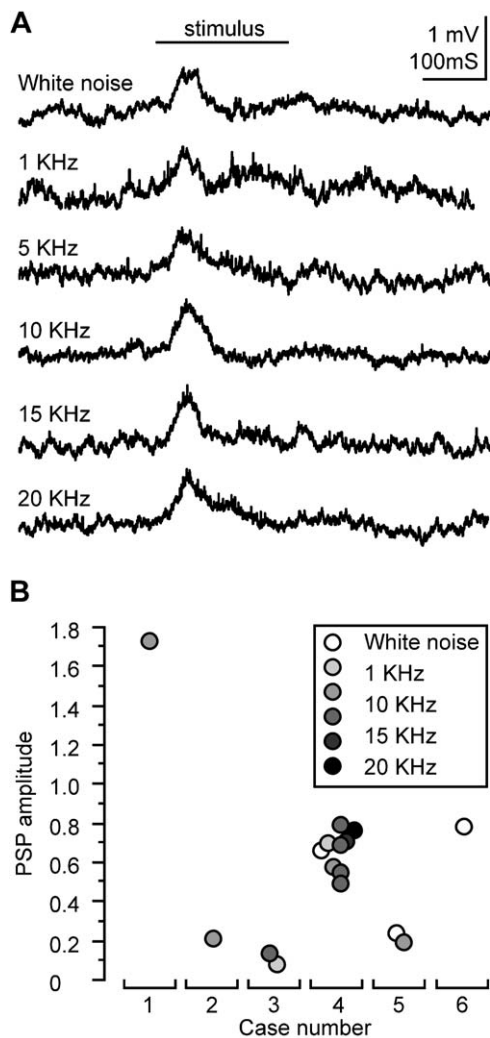 A
stimulus
1 mV
100mS
White noise
1 KHz
5 KHz
10 KHz
15 KHz
20 KHz
B
PSP amplitude
1.8
1.6
1.4
1.2
1.0
0.8
0.6
0.4
0.2
0
White noise
1 KHz
10 KHz
15 KHz
20 KHz
1 2 3 4 5 6
Case number